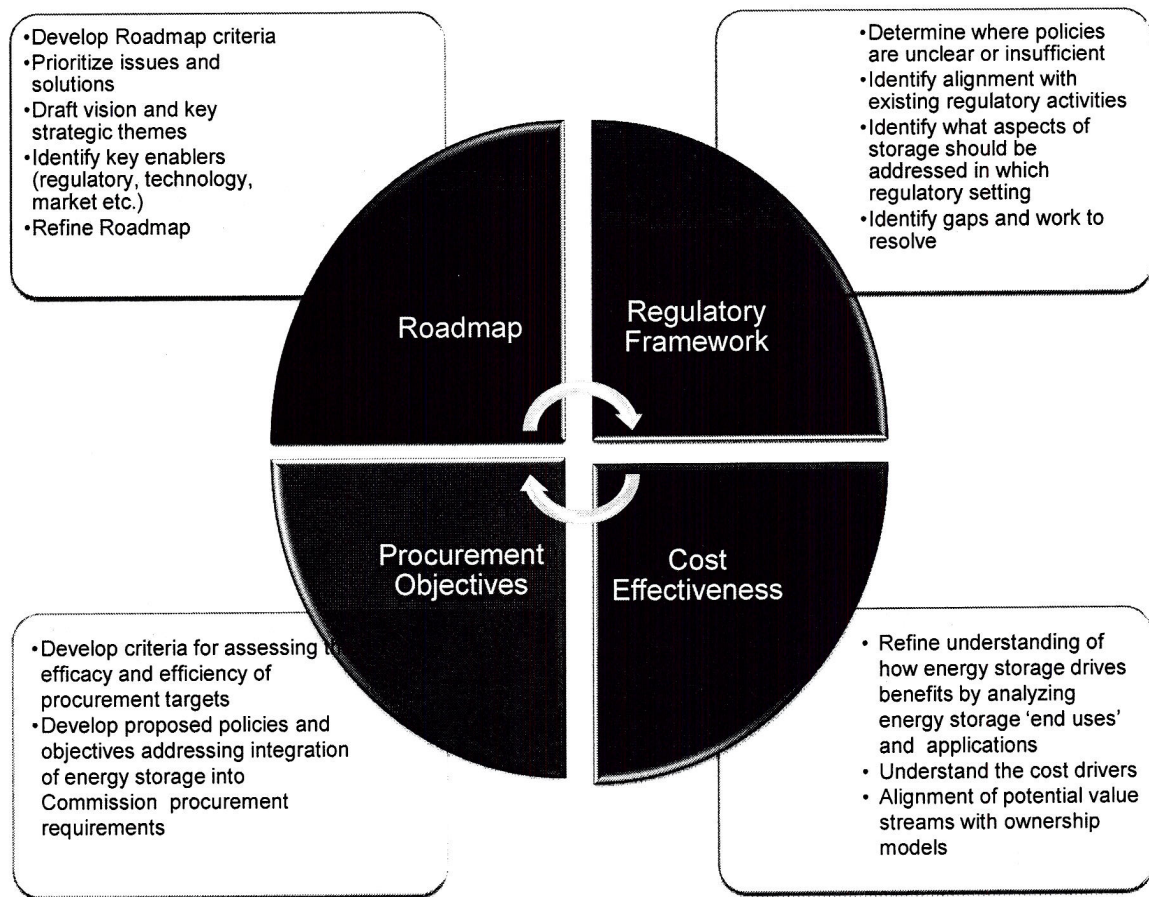 •Develop Roadmap criteria
•Prioritize issues and
solutions
•Draft vision and key
strategic themes
•Identify key enablers
(regulatory, technology,
market etc.)
•Refine Roadmap
•Determine where policies
are unclear or insufficient
•Identify alignment with
existing regulatory activities
•Identify what aspects of
storage should be
addressed in which
regulatory setting
•Identify gaps and work to
resolve
Roadmap
Regulatory
Framework
Procurement
Objectives
Cost
Effectiveness
•Develop criteria for assessing
efficacy and efficiency of
procurement targets
•Develop proposed policies and
objectives addressing integration
of energy storage into
Commission procurement
requirements
• Refine understanding of
how energy storage drives
benefits by analyzing
energy storage ‘end uses’
and applications
• Understand the cost drivers
• Alignment of potential value
streams with ownership
models